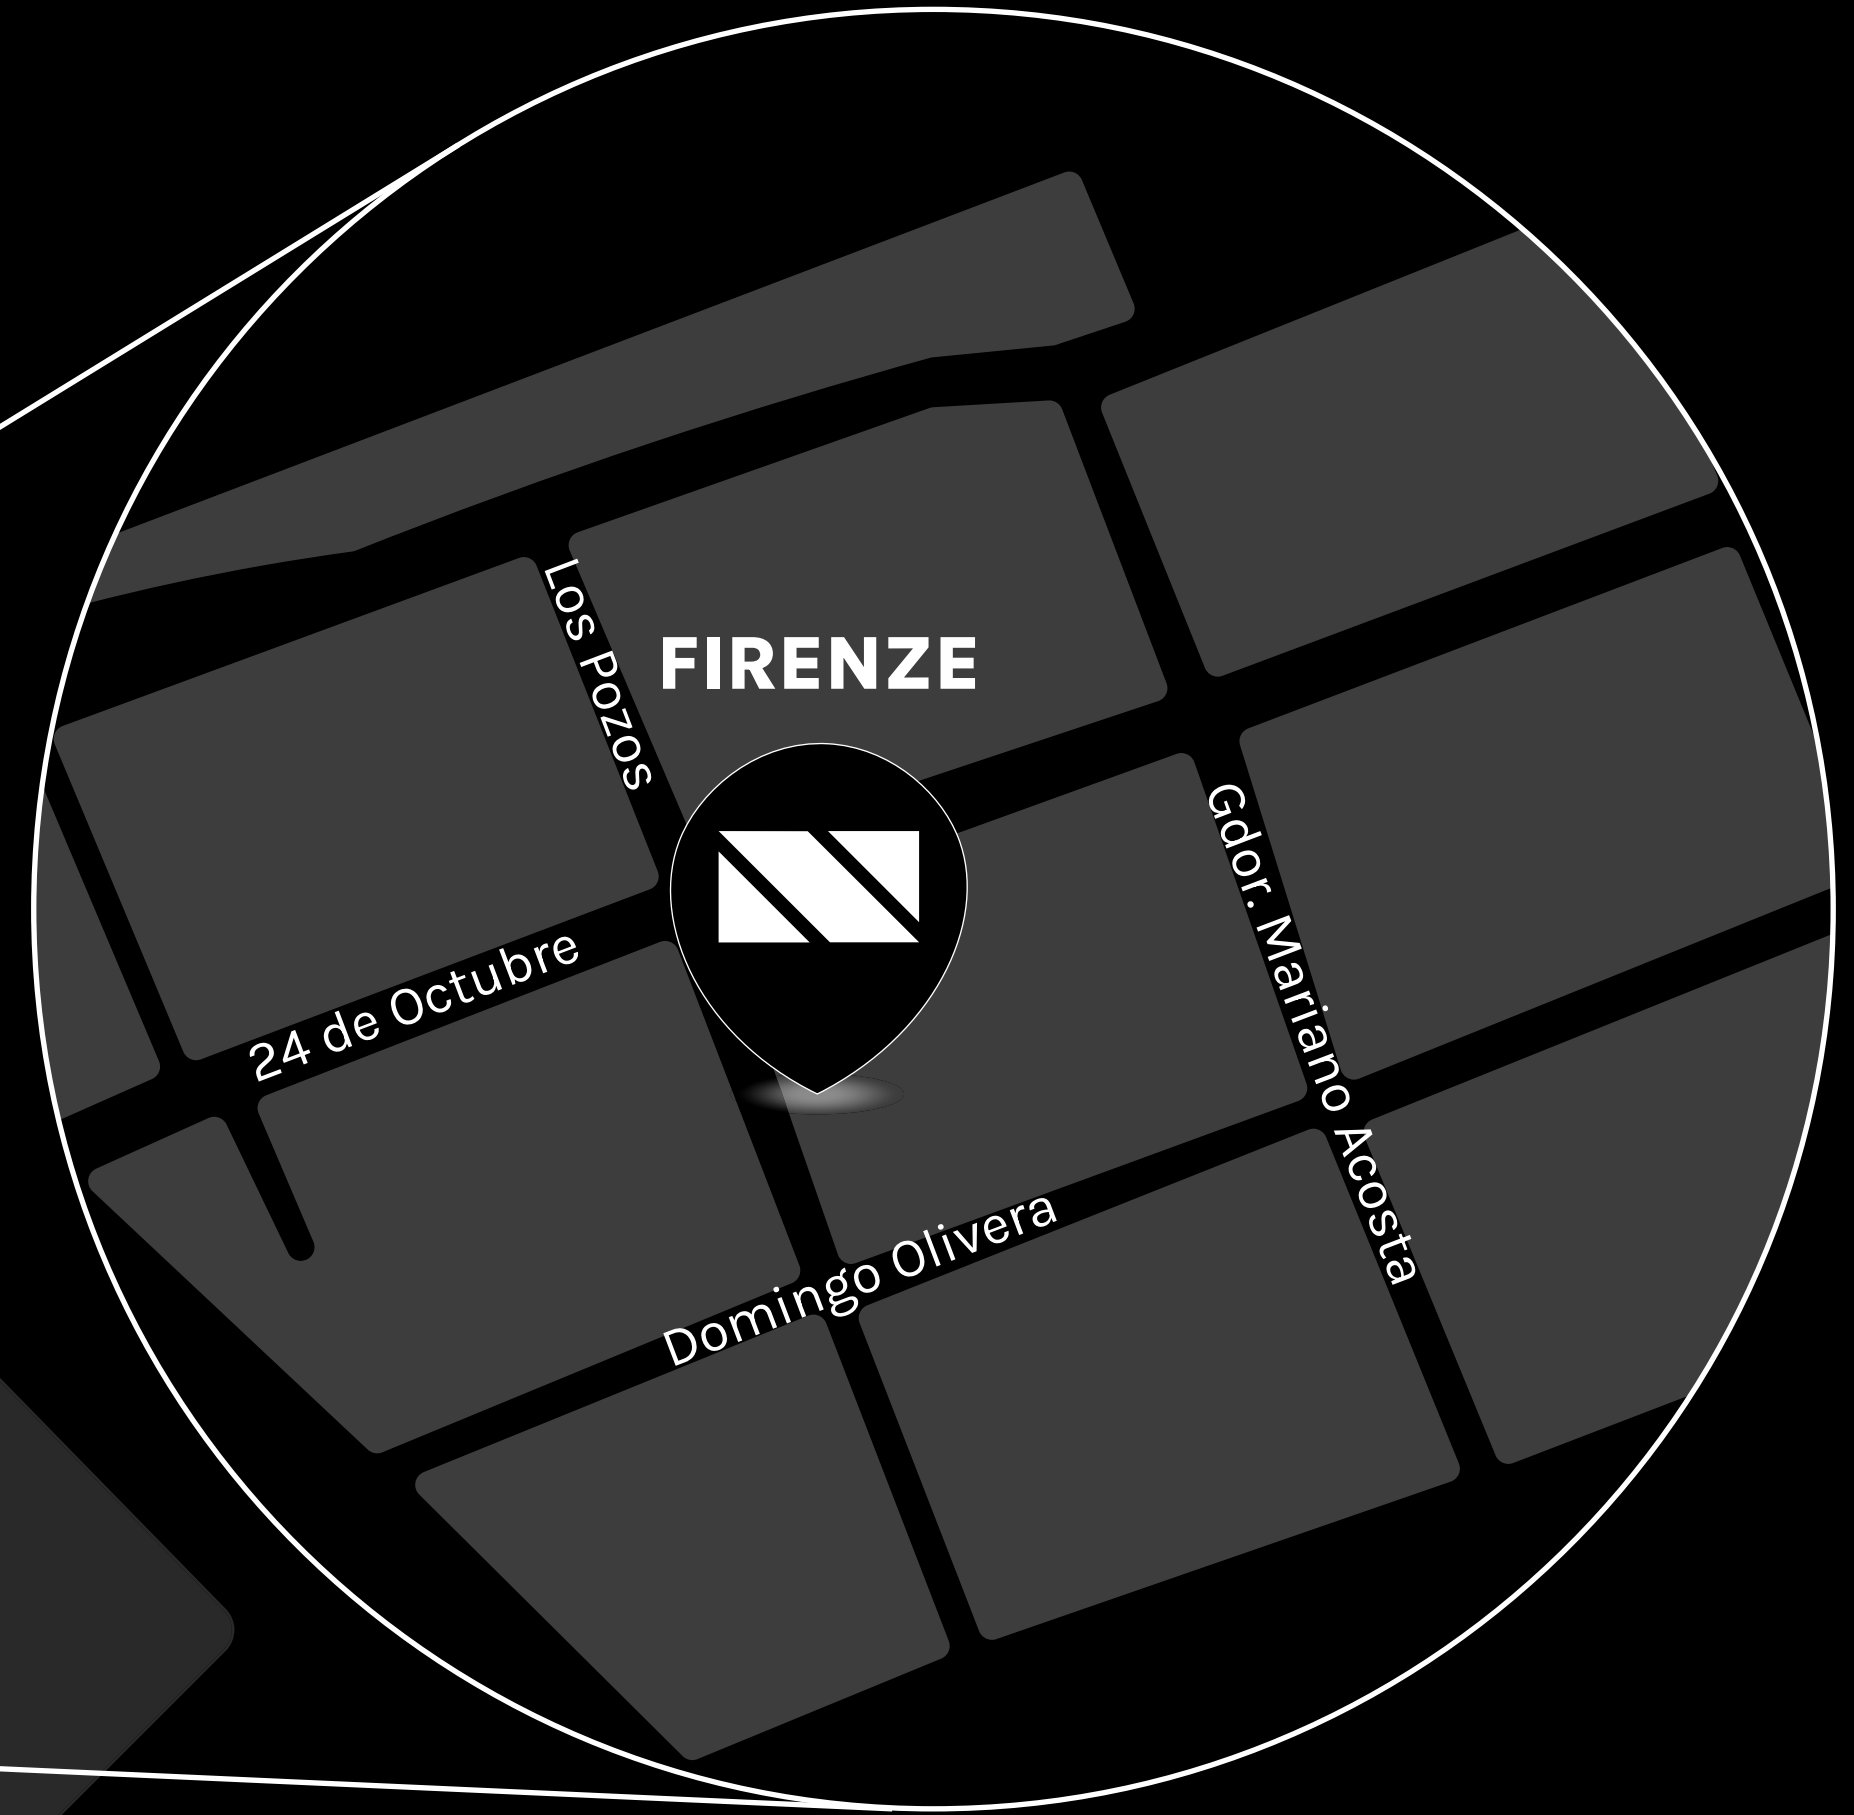 Los Pozos
FIRENZE
Gdor. Mariano Acosta
24 de Octubre
Domingo Olivera